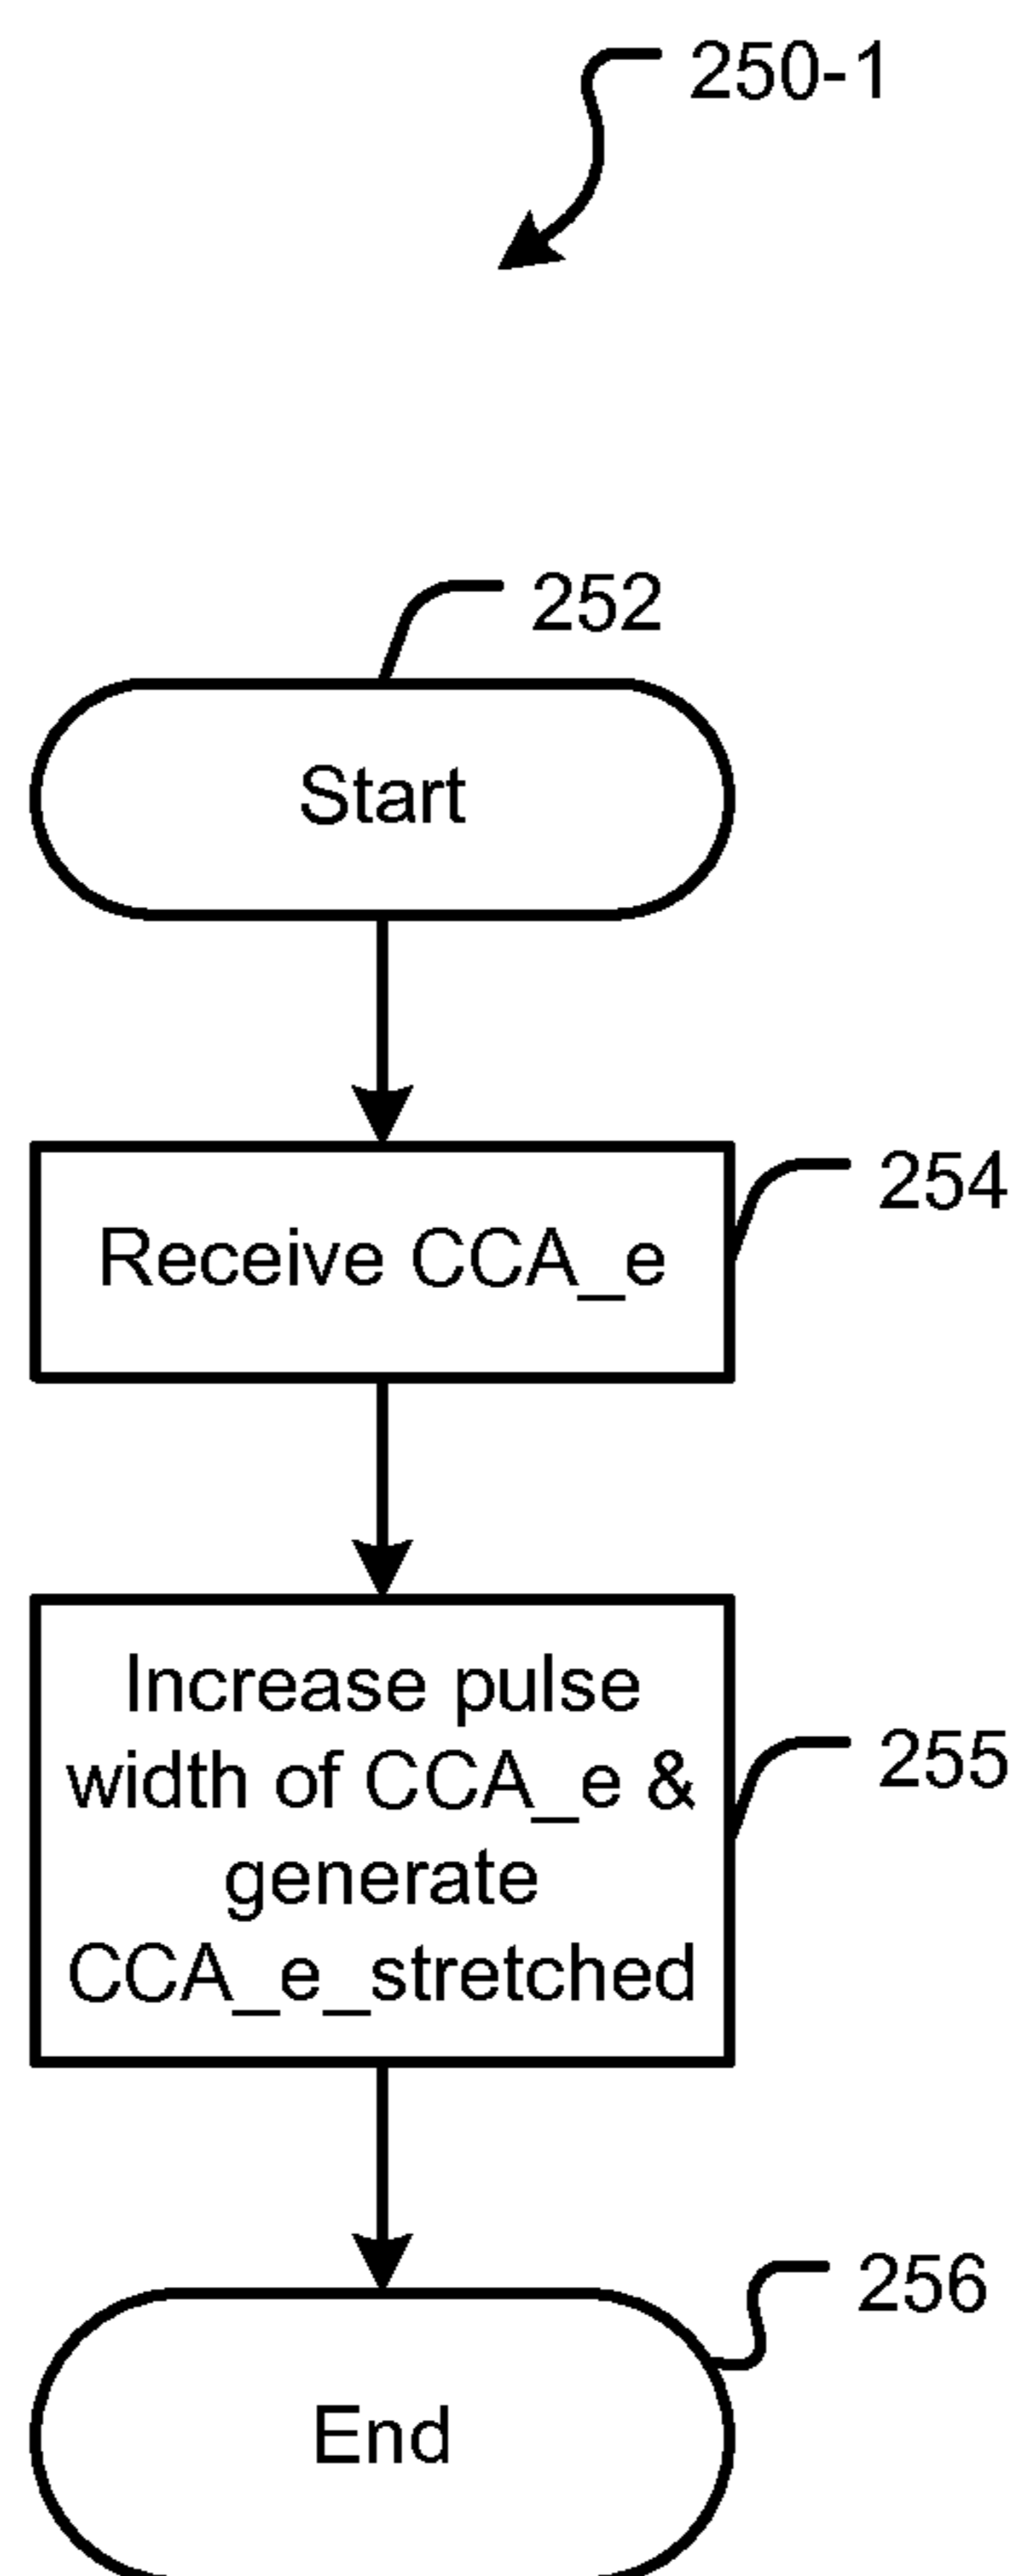 250-1
252
Start
254
Receive CCA_e
Increase pulse
width of CCA_e &
generate
CCA_e_stretched
255
256
End